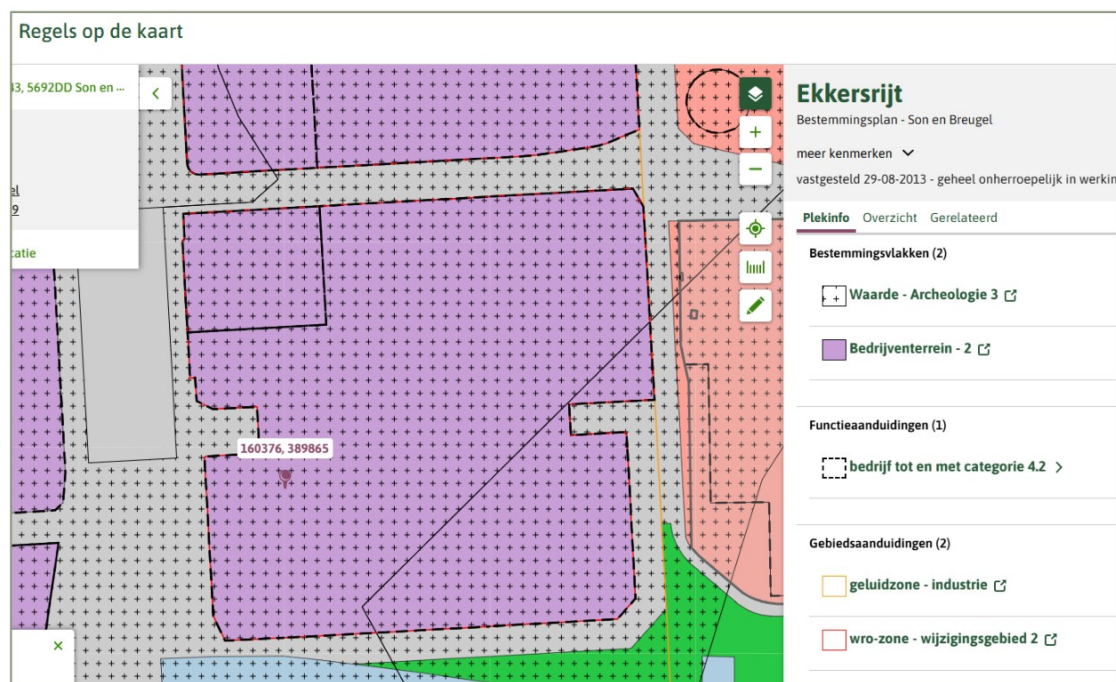 Regels op de kaart
43, 5692DD Son en ...
el
9
catie
160376, 389865
Ekkersrijt
Bestemmingsplan - Son en Breugel
meer kenmerken
vastgesteld 29-08-2013 - geheel onherroepelijk in werkin
Plekinfo Overzicht Gerelateerd
Bestemmingsvlakken (2)
Waarde - Archeologie 3
Bedrijventerrein - 2
Functieaanduidingen (1)
bedrijf tot en met categorie 4.2
Gebiedsaanduidingen (2)
geluidzone - industrie
wro-zone - wijzigingsgebied 2